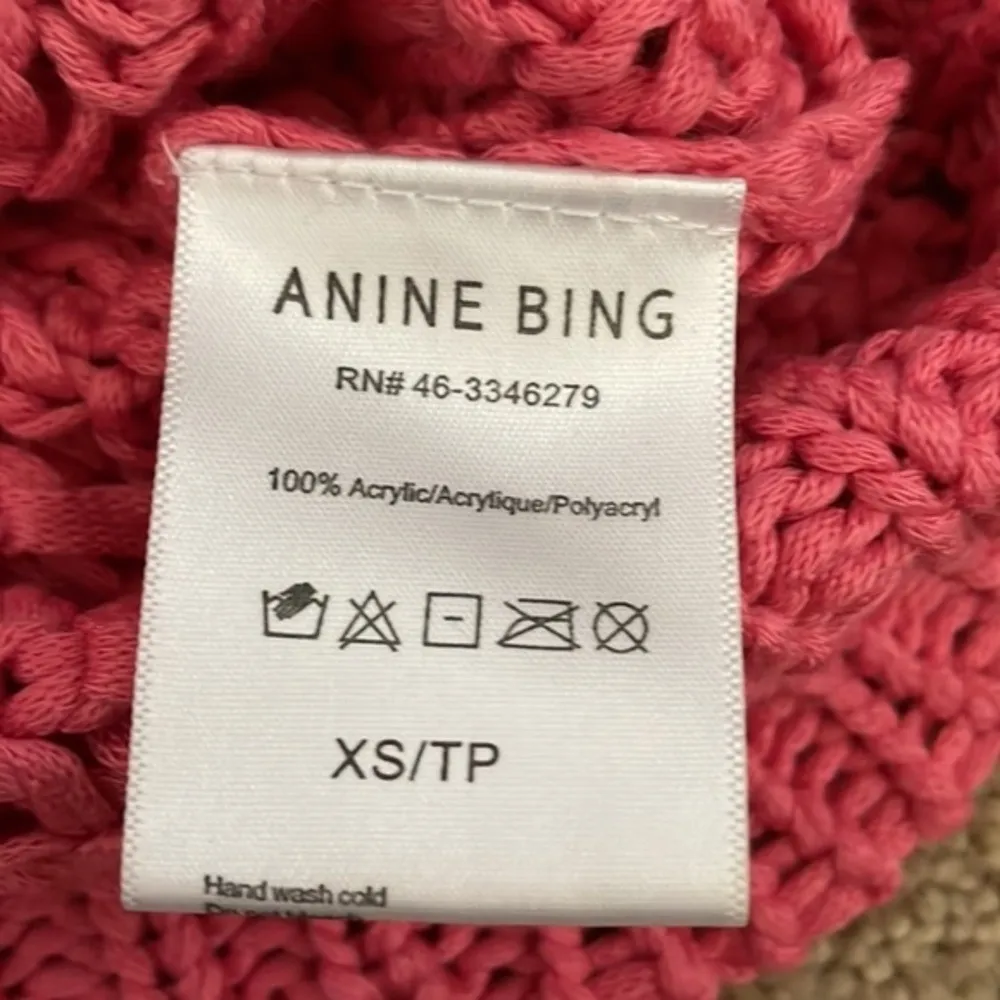 ANINE BING
RN# 46-3346279
100% Acrylic/Acrylique/Polyacryl
XS/TP
Hand wash cold